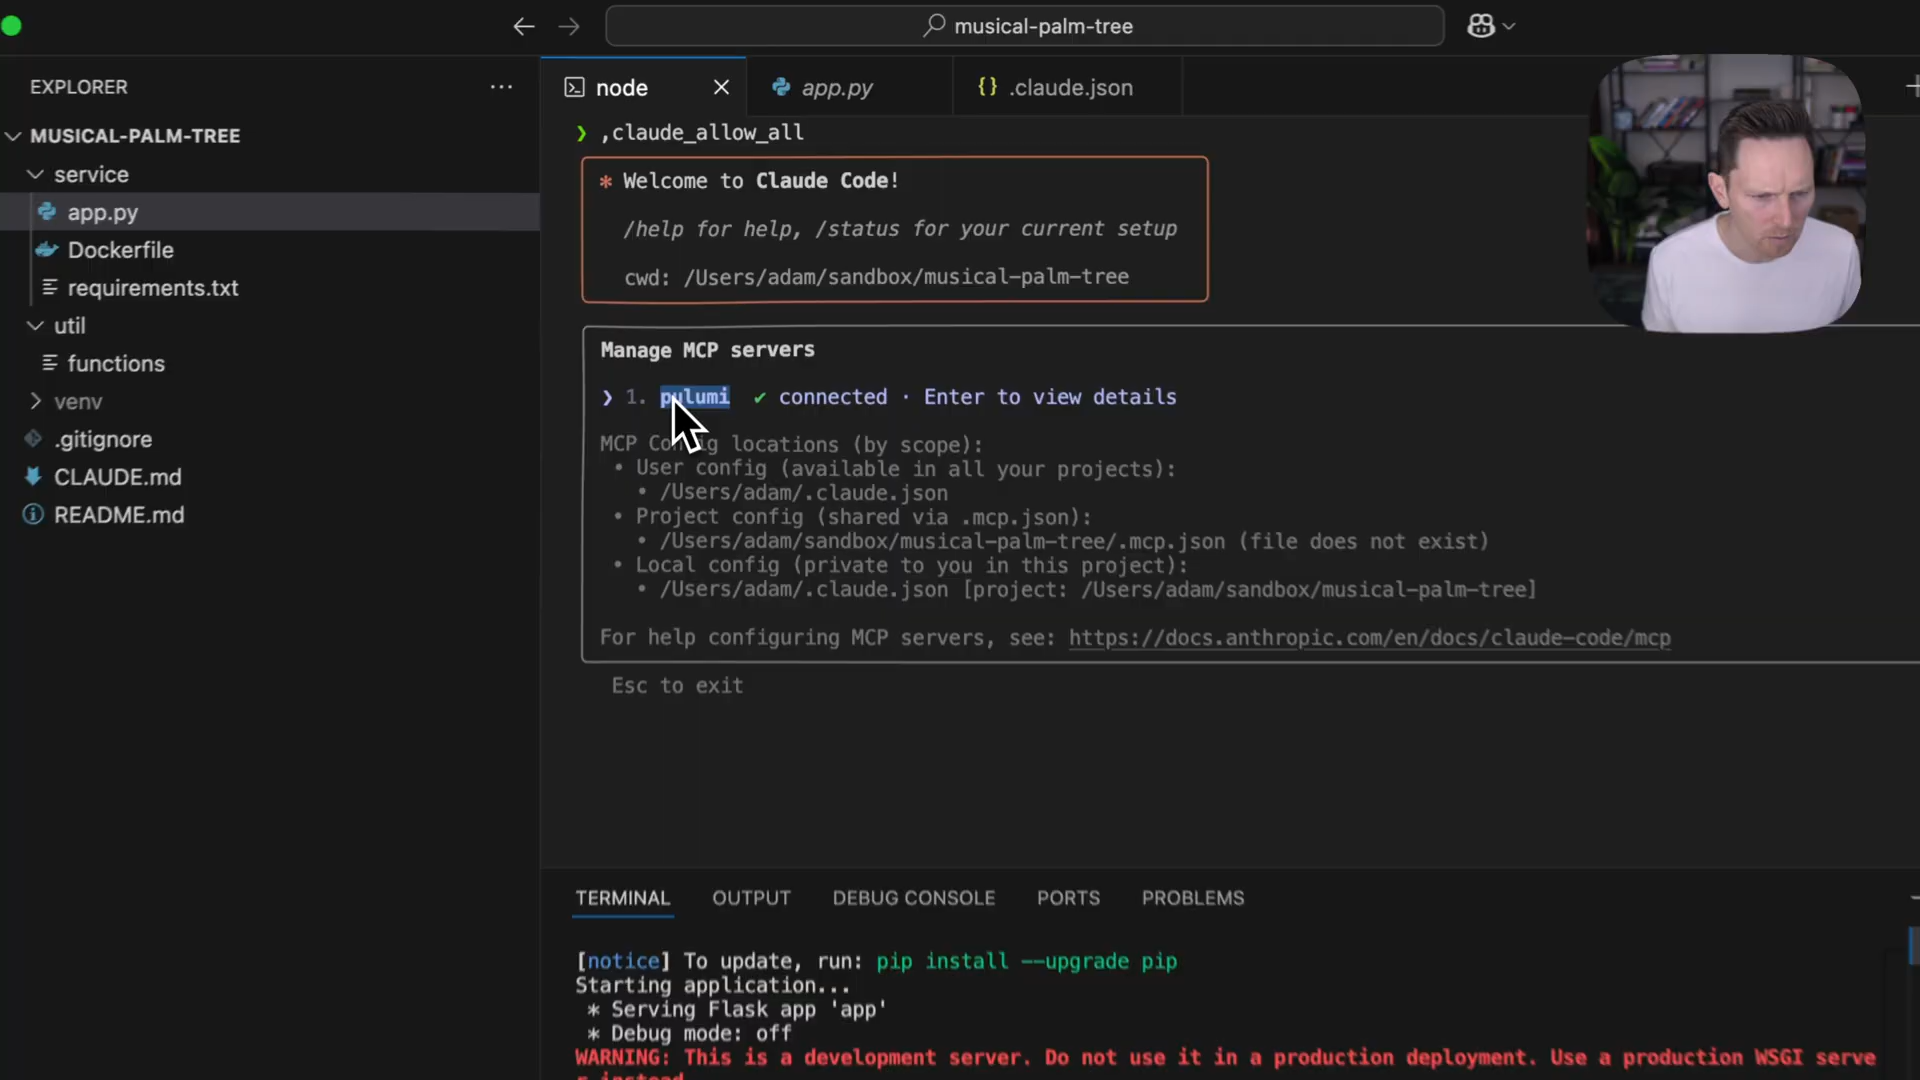 musical-palm-tree
EXPLORER
node
app.py
{} .claude.json
MUSICAL-PALM-TREE
service
app.py
Dockerfile
requirements.txt
util
functions
venv
.gitignore
CLAUDE.md
README.md
❯ ,claude_allow_all
* Welcome to Claude Code!
/help for help, /status for your current setup
cwd: /Users/adam/sandbox/musical-palm-tree
Manage MCP servers
❯ 1. pulumi ✔ connected · Enter to view details
MCP Config locations (by scope):
• User config (available in all your projects):
• /Users/adam/.claude.json
• Project config (shared via .mcp.json):
• /Users/adam/sandbox/musical-palm-tree/.mcp.json (file does not exist)
• Local config (private to you in this project):
• /Users/adam/.claude.json [project: /Users/adam/sandbox/musical-palm-tree]
For help configuring MCP servers, see: https://docs.anthropic.com/en/docs/claude-code/mcp
Esc to exit
TERMINAL OUTPUT DEBUG CONSOLE PORTS PROBLEMS
[notice] To update, run: pip install --upgrade pip
Starting application...
* Serving Flask app 'app'
* Debug mode: off
WARNING: This is a development server. Do not use it in a production deployment. Use a production WSGI serve
r instead